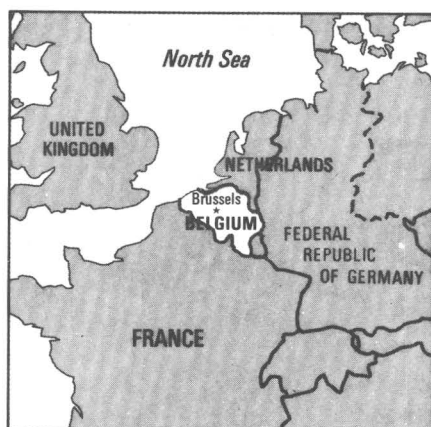 North Sea
UNITED
KINGDOM
NETHERLANDS
Brussels
BELGIUM
FEDERAL
REPUBLIC
OF GERMANY
FRANCE